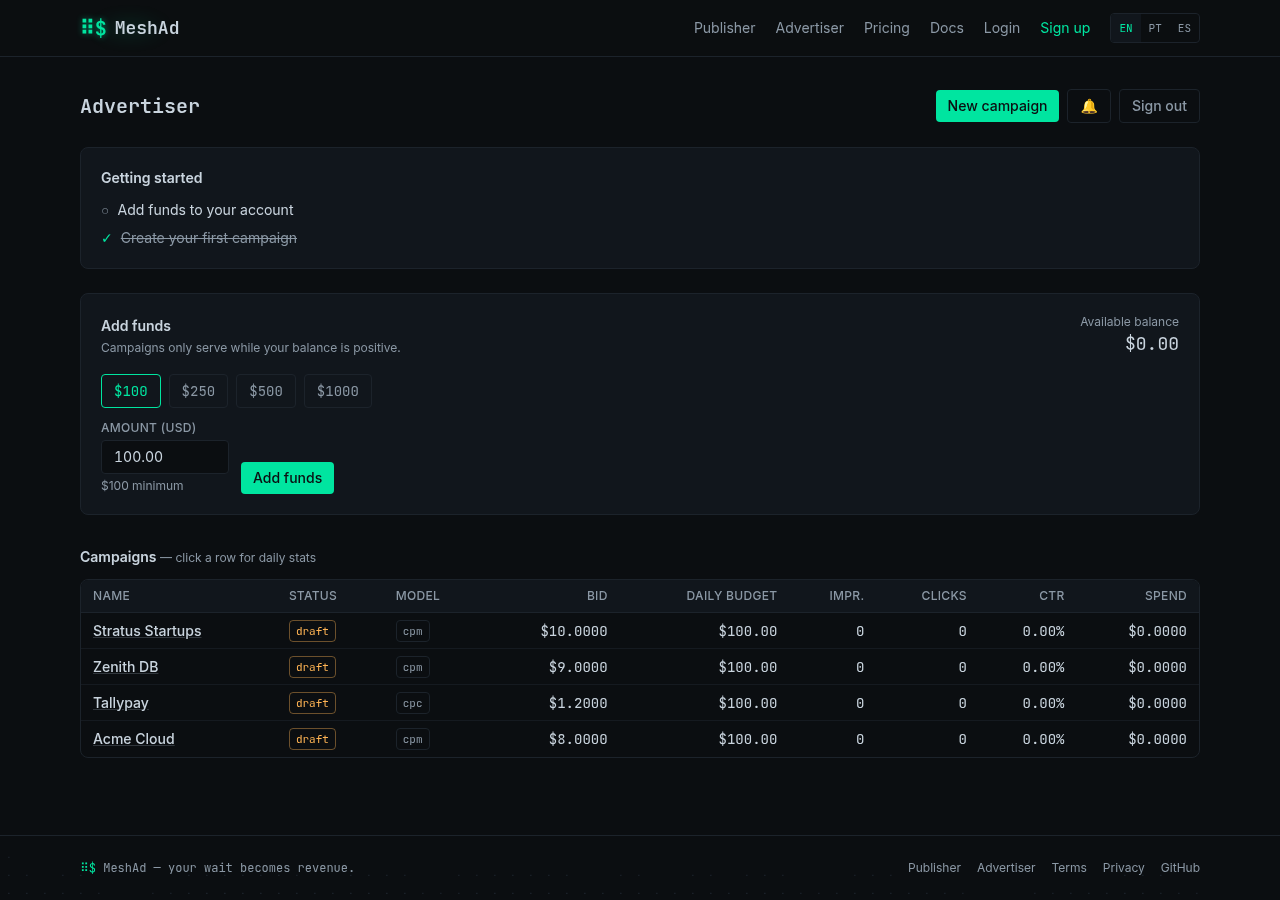 ⠿$ MeshAd Publisher Advertiser Pricing Docs Login Sign up EN PT ES
Advertiser New campaign 🔔 Sign out
Getting started
○ Add funds to your account
✓ Create your first campaign
Add funds Available balance
Campaigns only serve while your balance is positive. $0.00
$100 $250 $500 $1000
AMOUNT (USD)
100.00
$100 minimum Add funds
Campaigns — click a row for daily stats
NAME STATUS MODEL BID DAILY BUDGET IMPR. CLICKS CTR SPEND
Stratus Startups draft cpm $10.0000 $100.00 0 0 0.00% $0.0000
Zenith DB draft cpm $9.0000 $100.00 0 0 0.00% $0.0000
Tallypay draft cpc $1.2000 $100.00 0 0 0.00% $0.0000
Acme Cloud draft cpm $8.0000 $100.00 0 0 0.00% $0.0000
⠿$ MeshAd — your wait becomes revenue. Publisher Advertiser Terms Privacy GitHub